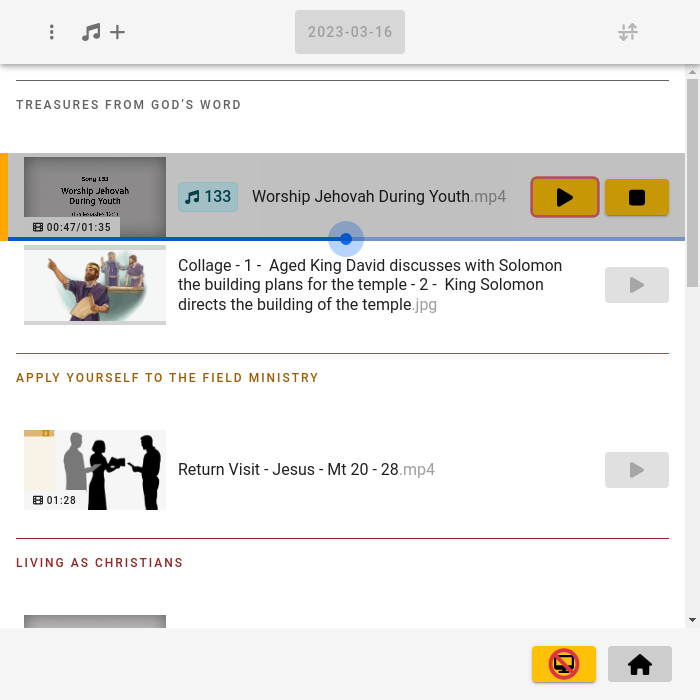 2023-03-16
TREASURES FROM GOD'S WORD
Song 133
Worship Jehovah
During Youth
00:47/01:35
133
Worship Jehovah During Youth.mp4
Collage - 1 - Aged King David discusses with Solomon
the building plans for the temple - 2 - King Solomon
directs the building of the temple.jpg
APPLY YOURSELF TO THE FIELD MINISTRY
01:28
Return Visit - Jesus - Mt 20 - 28.mp4
LIVING AS CHRISTIANS